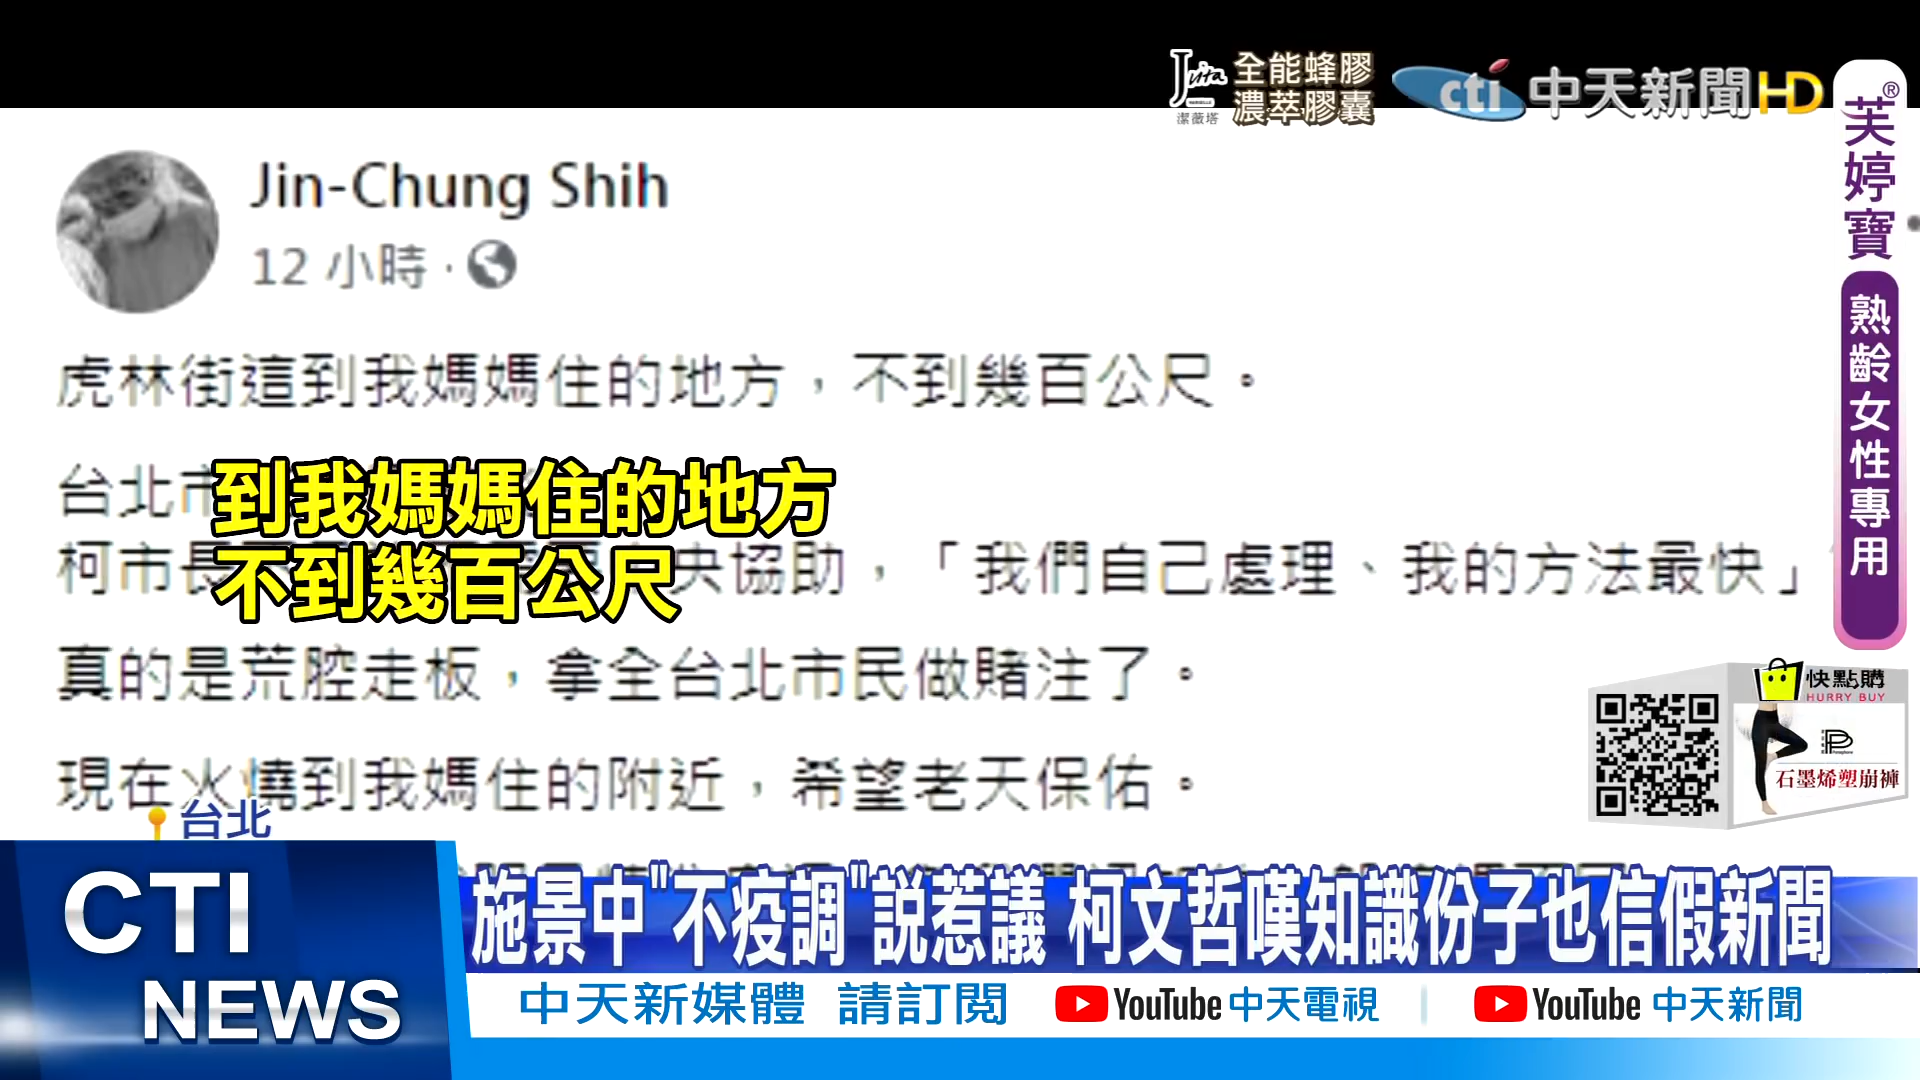 Jvita
MARSEILLE
潔薇塔
全能蜂膠
濃萃膠囊
cti 中天新聞HD
芙婷寶®
熟齡女性專用
Jin-Chung Shih
12 小時 ·
虎林街這到我媽媽住的地方，不到幾百公尺。
台北市
到我媽媽住的地方
不到幾百公尺
柯市長 央協助，「我們自己處理、我的方法最快」
真的是荒腔走板，拿全台北市民做賭注了。
現在火燒到我媽住的附近，希望老天保佑。
快點購
HURRY BUY
石墨烯塑崩褲
台北
CTI
NEWS
施景中"不疫調"說惹議 柯文哲嘆知識份子也信假新聞
中天新媒體 請訂閱 YouTube 中天電視 | YouTube 中天新聞